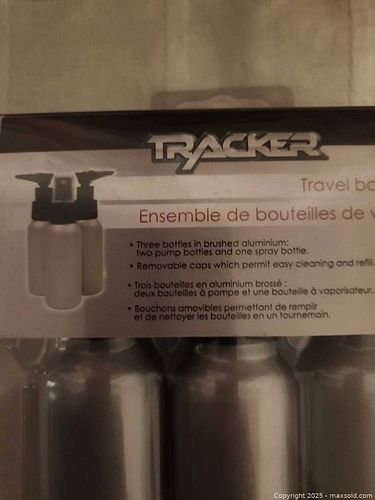 TRACKER
Travel bo
Ensemble de bouteilles de v
• Three bottles in brushed aluminium:
two pump bottles and one spray bottle.
• Removable caps which permit easy cleaning and refill.
• Trois bouteilles en aluminium brossé :
deux bouteilles à pompe et une bouteille à vaporisateur.
• Bouchons amovibles permettant de remplir
et de nettoyer les bouteilles en un tournemain.
Copyright 2025 - maxsold.com